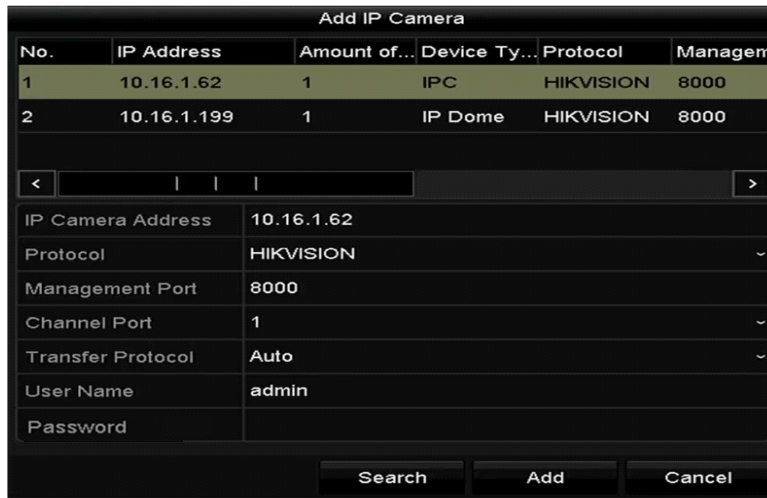 Add IP Camera
No. IP Address Amount of... Device Ty... Protocol Managem
1 10.16.1.62 1 IPC HIKVISION 8000
2 10.16.1.199 1 IP Dome HIKVISION 8000
IP Camera Address 10.16.1.62
Protocol HIKVISION
Management Port 8000
Channel Port 1
Transfer Protocol Auto
User Name admin
Password
Search Add Cancel